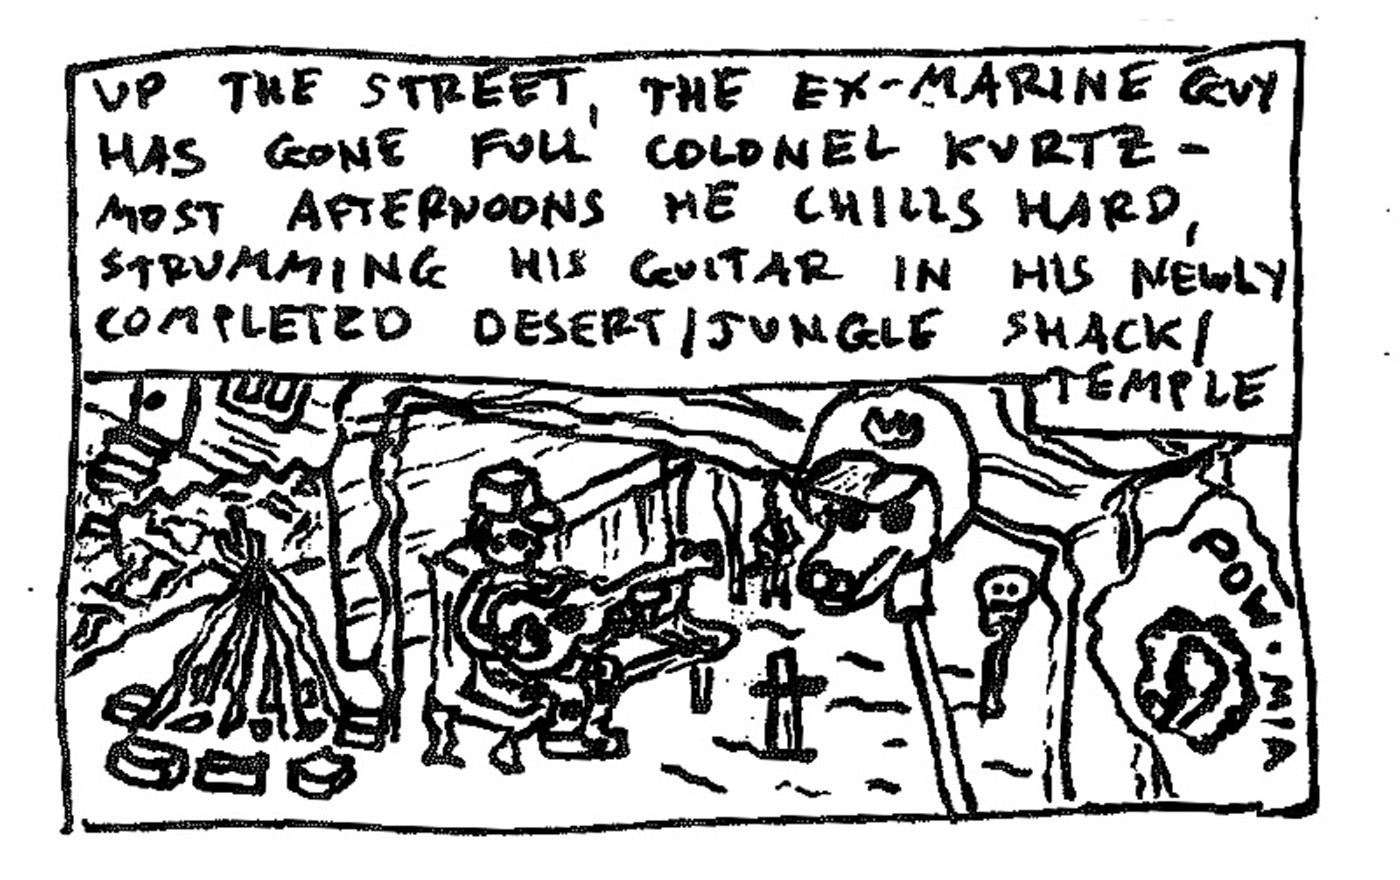 UP THE STREET, THE EX-MARINE GUY
HAS GONE FULL COLONEL KURTZ -
MOST AFTERNOONS HE CHILLS HARD,
STRUMMING HIS GUITAR IN HIS NEWLY
COMPLETED DESERT/JUNGLE SHACK/
TEMPLE
POW · MIA